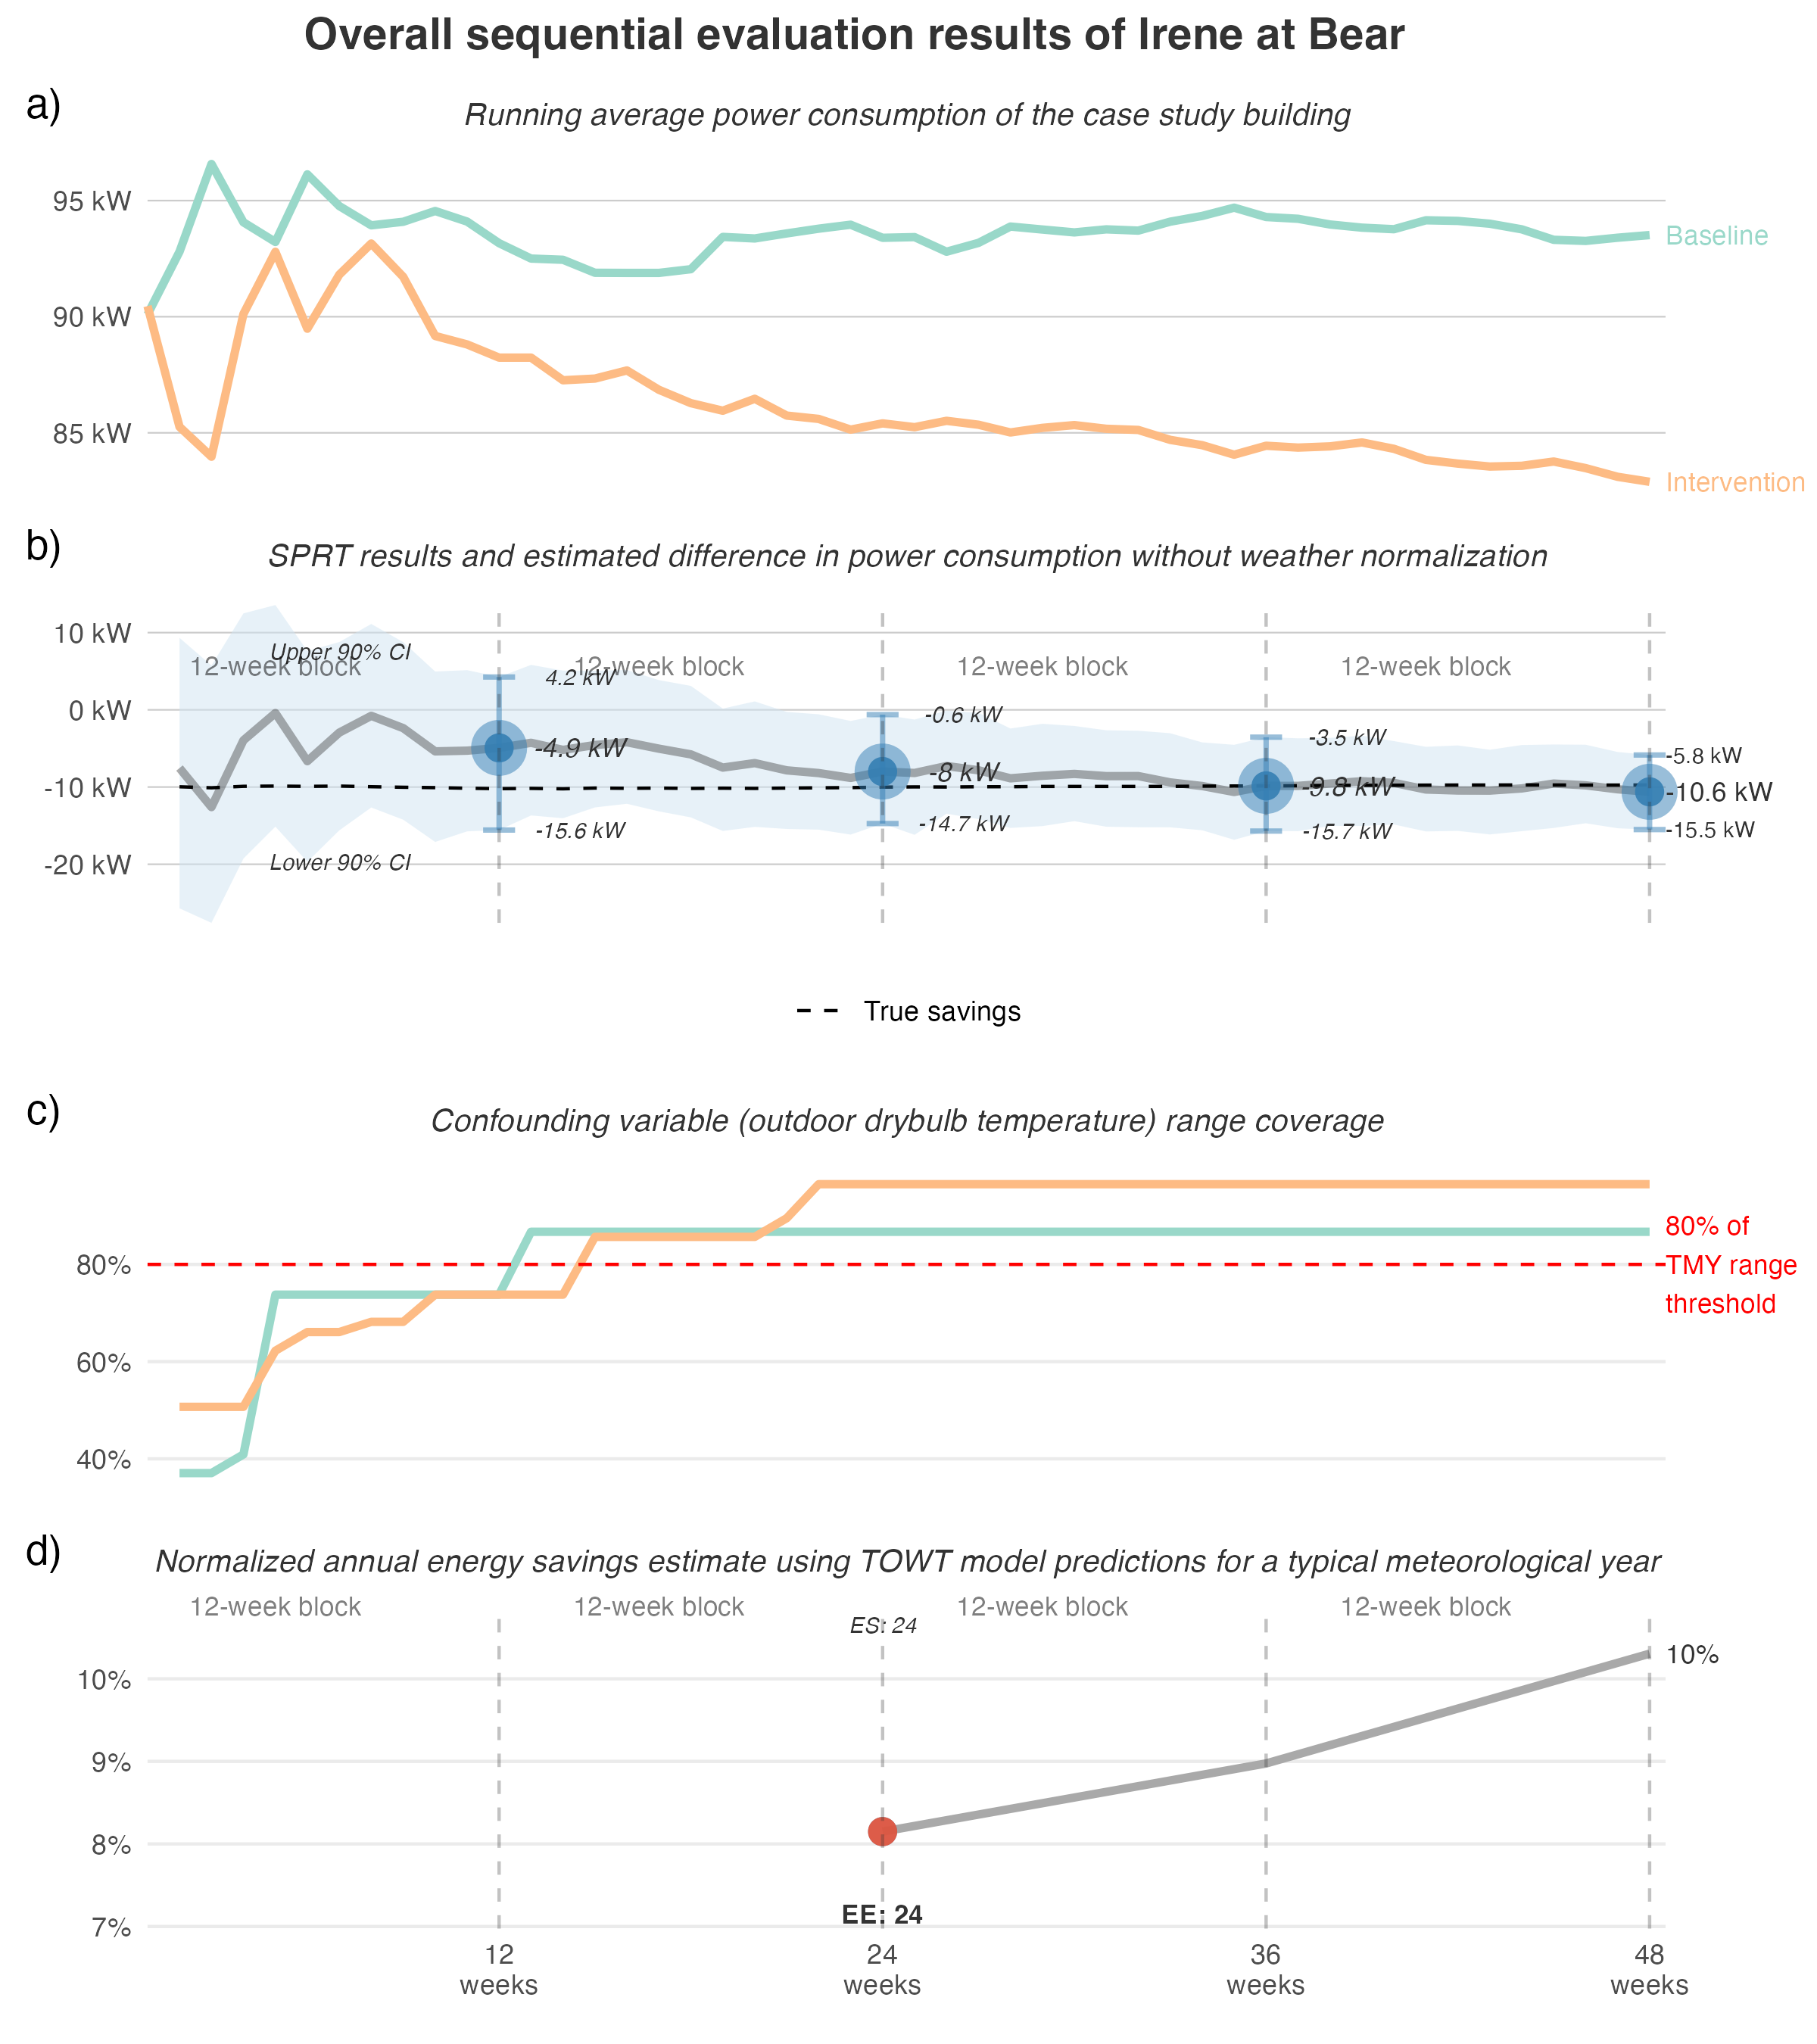 Overall sequential evaluation results of Irene at Bear
a)
Running average power consumption of the case study building
95 kW
90 kW
85 kW
Baseline
Intervention
b)
SPRT results and estimated difference in power consumption without weather normalization
10 kW
0 kW
-10 kW
-20 kW
Upper 90% CI
12-week block
12-week block
12-week block
12-week block
4.2 kW
-0.6 kW
-3.5 kW
-5.8 kW
-4.9 kW
-8 kW
-9.8 kW
-10.6 kW
-15.6 kW
-14.7 kW
-15.7 kW
-15.5 kW
Lower 90% CI
True savings
c)
Confounding variable (outdoor drybulb temperature) range coverage
80%
60%
40%
80% of
TMY range
threshold
d)
Normalized annual energy savings estimate using TOWT model predictions for a typical meteorological year
12-week block
12-week block
12-week block
12-week block
ES: 24
10%
10%
9%
8%
7%
EE: 24
12
weeks
24
weeks
36
weeks
48
weeks